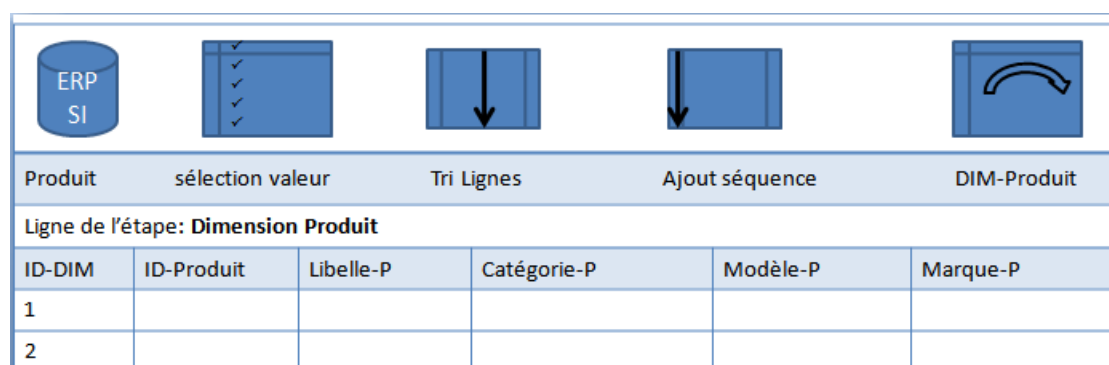 ERP
SI
Produit sélection valeur Tri Lignes Ajout séquence DIM-Produit
Ligne de l’étape: Dimension Produit
ID-DIM ID-Produit Libelle-P Catégorie-P Modèle-P Marque-P
1
2